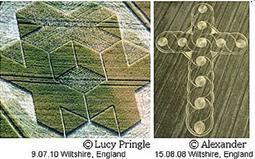 © Lucy Pringle
9.07.10 Wiltshire, England
© Alexander
15.08.08 Wiltshire, England